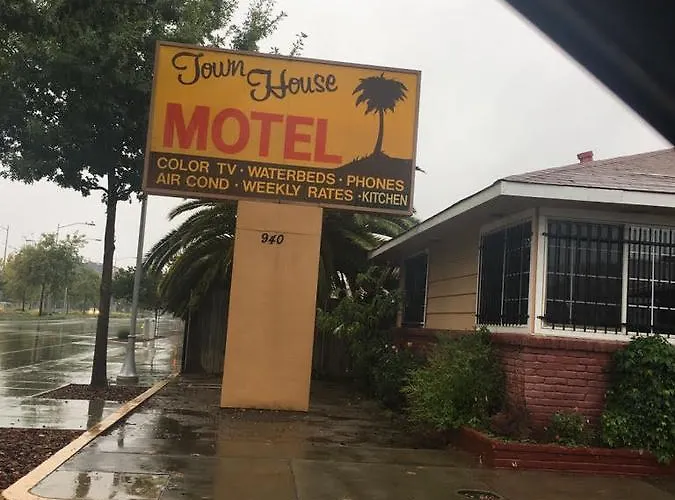 Town House
MOTEL
COLOR TV · WATERBEDS · PHONES
AIR COND · WEEKLY RATES · KITCHEN
940